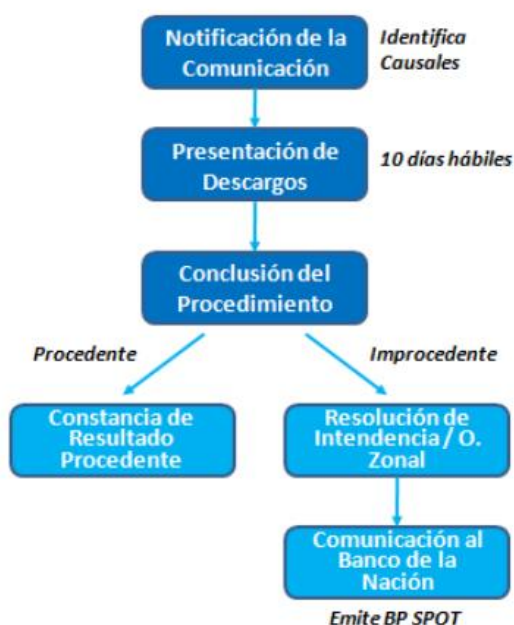 Notificación de la
Comunicación
Identifica
Causales
Presentación de
Descargos
10 días hábiles
Conclusión del
Procedimiento
Procedente
Improcedente
Constancia de
Resultado
Procedente
Resolución de
Intendencia / O.
Zonal
Comunicación al
Banco de la
Nación
Emite BP SPOT